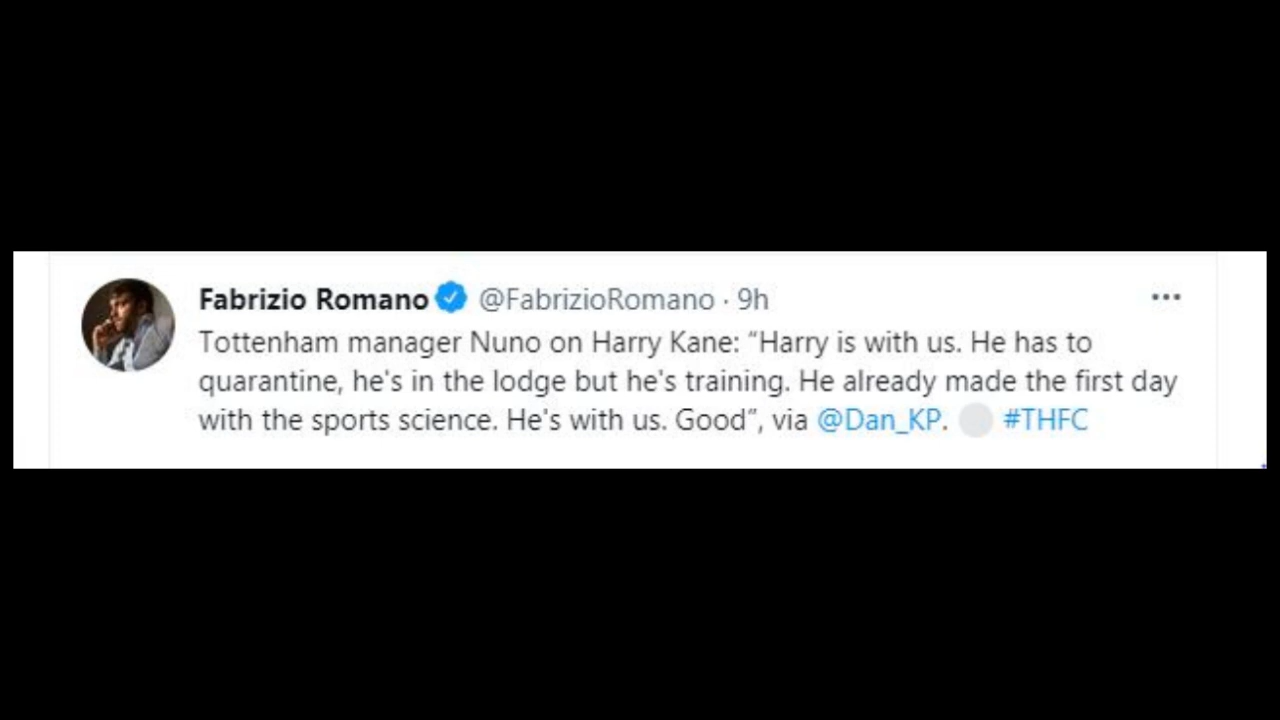 Fabrizio Romano @FabrizioRomano · 9h
Tottenham manager Nuno on Harry Kane: “Harry is with us. He has to
quarantine, he's in the lodge but he's training. He already made the first day
with the sports science. He's with us. Good”, via @Dan_KP. #THFC